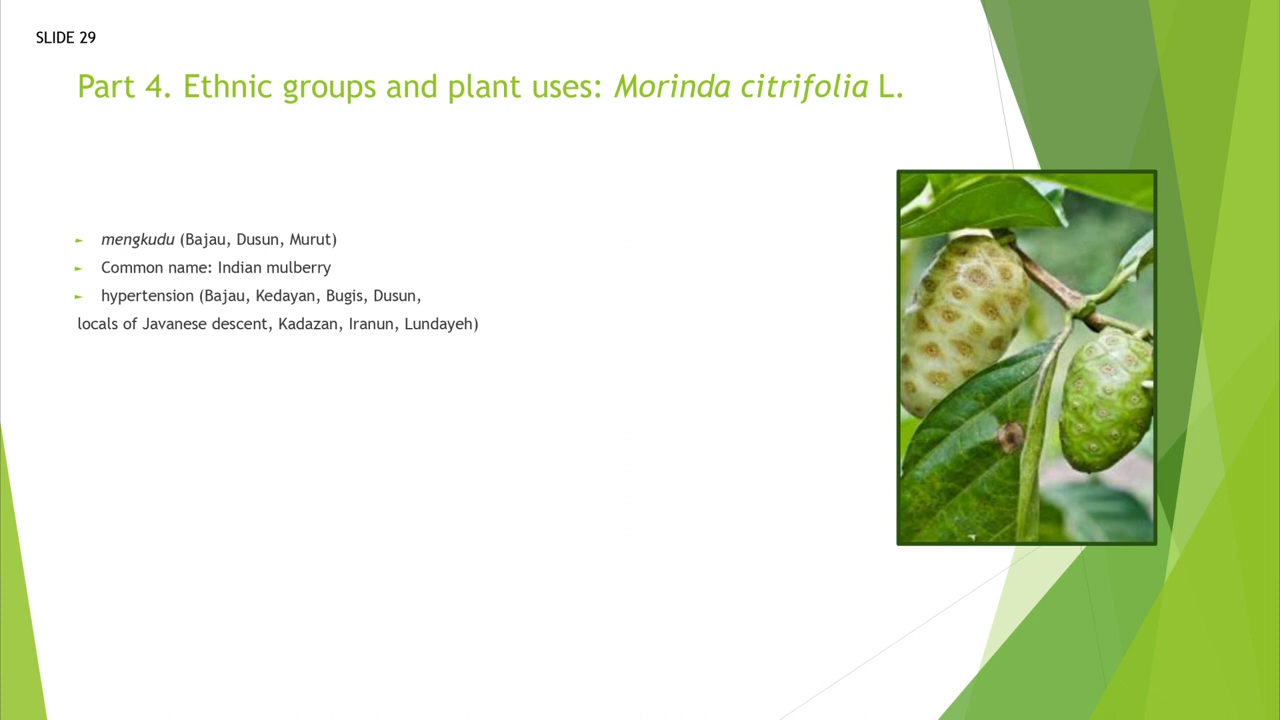 SLIDE 29
Part 4. Ethnic groups and plant uses: Morinda citrifolia L.
► mengkudu (Bajau, Dusun, Murut)
► Common name: Indian mulberry
► hypertension (Bajau, Kedayan, Bugis, Dusun,
locals of Javanese descent, Kadazan, Iranun, Lundayeh)